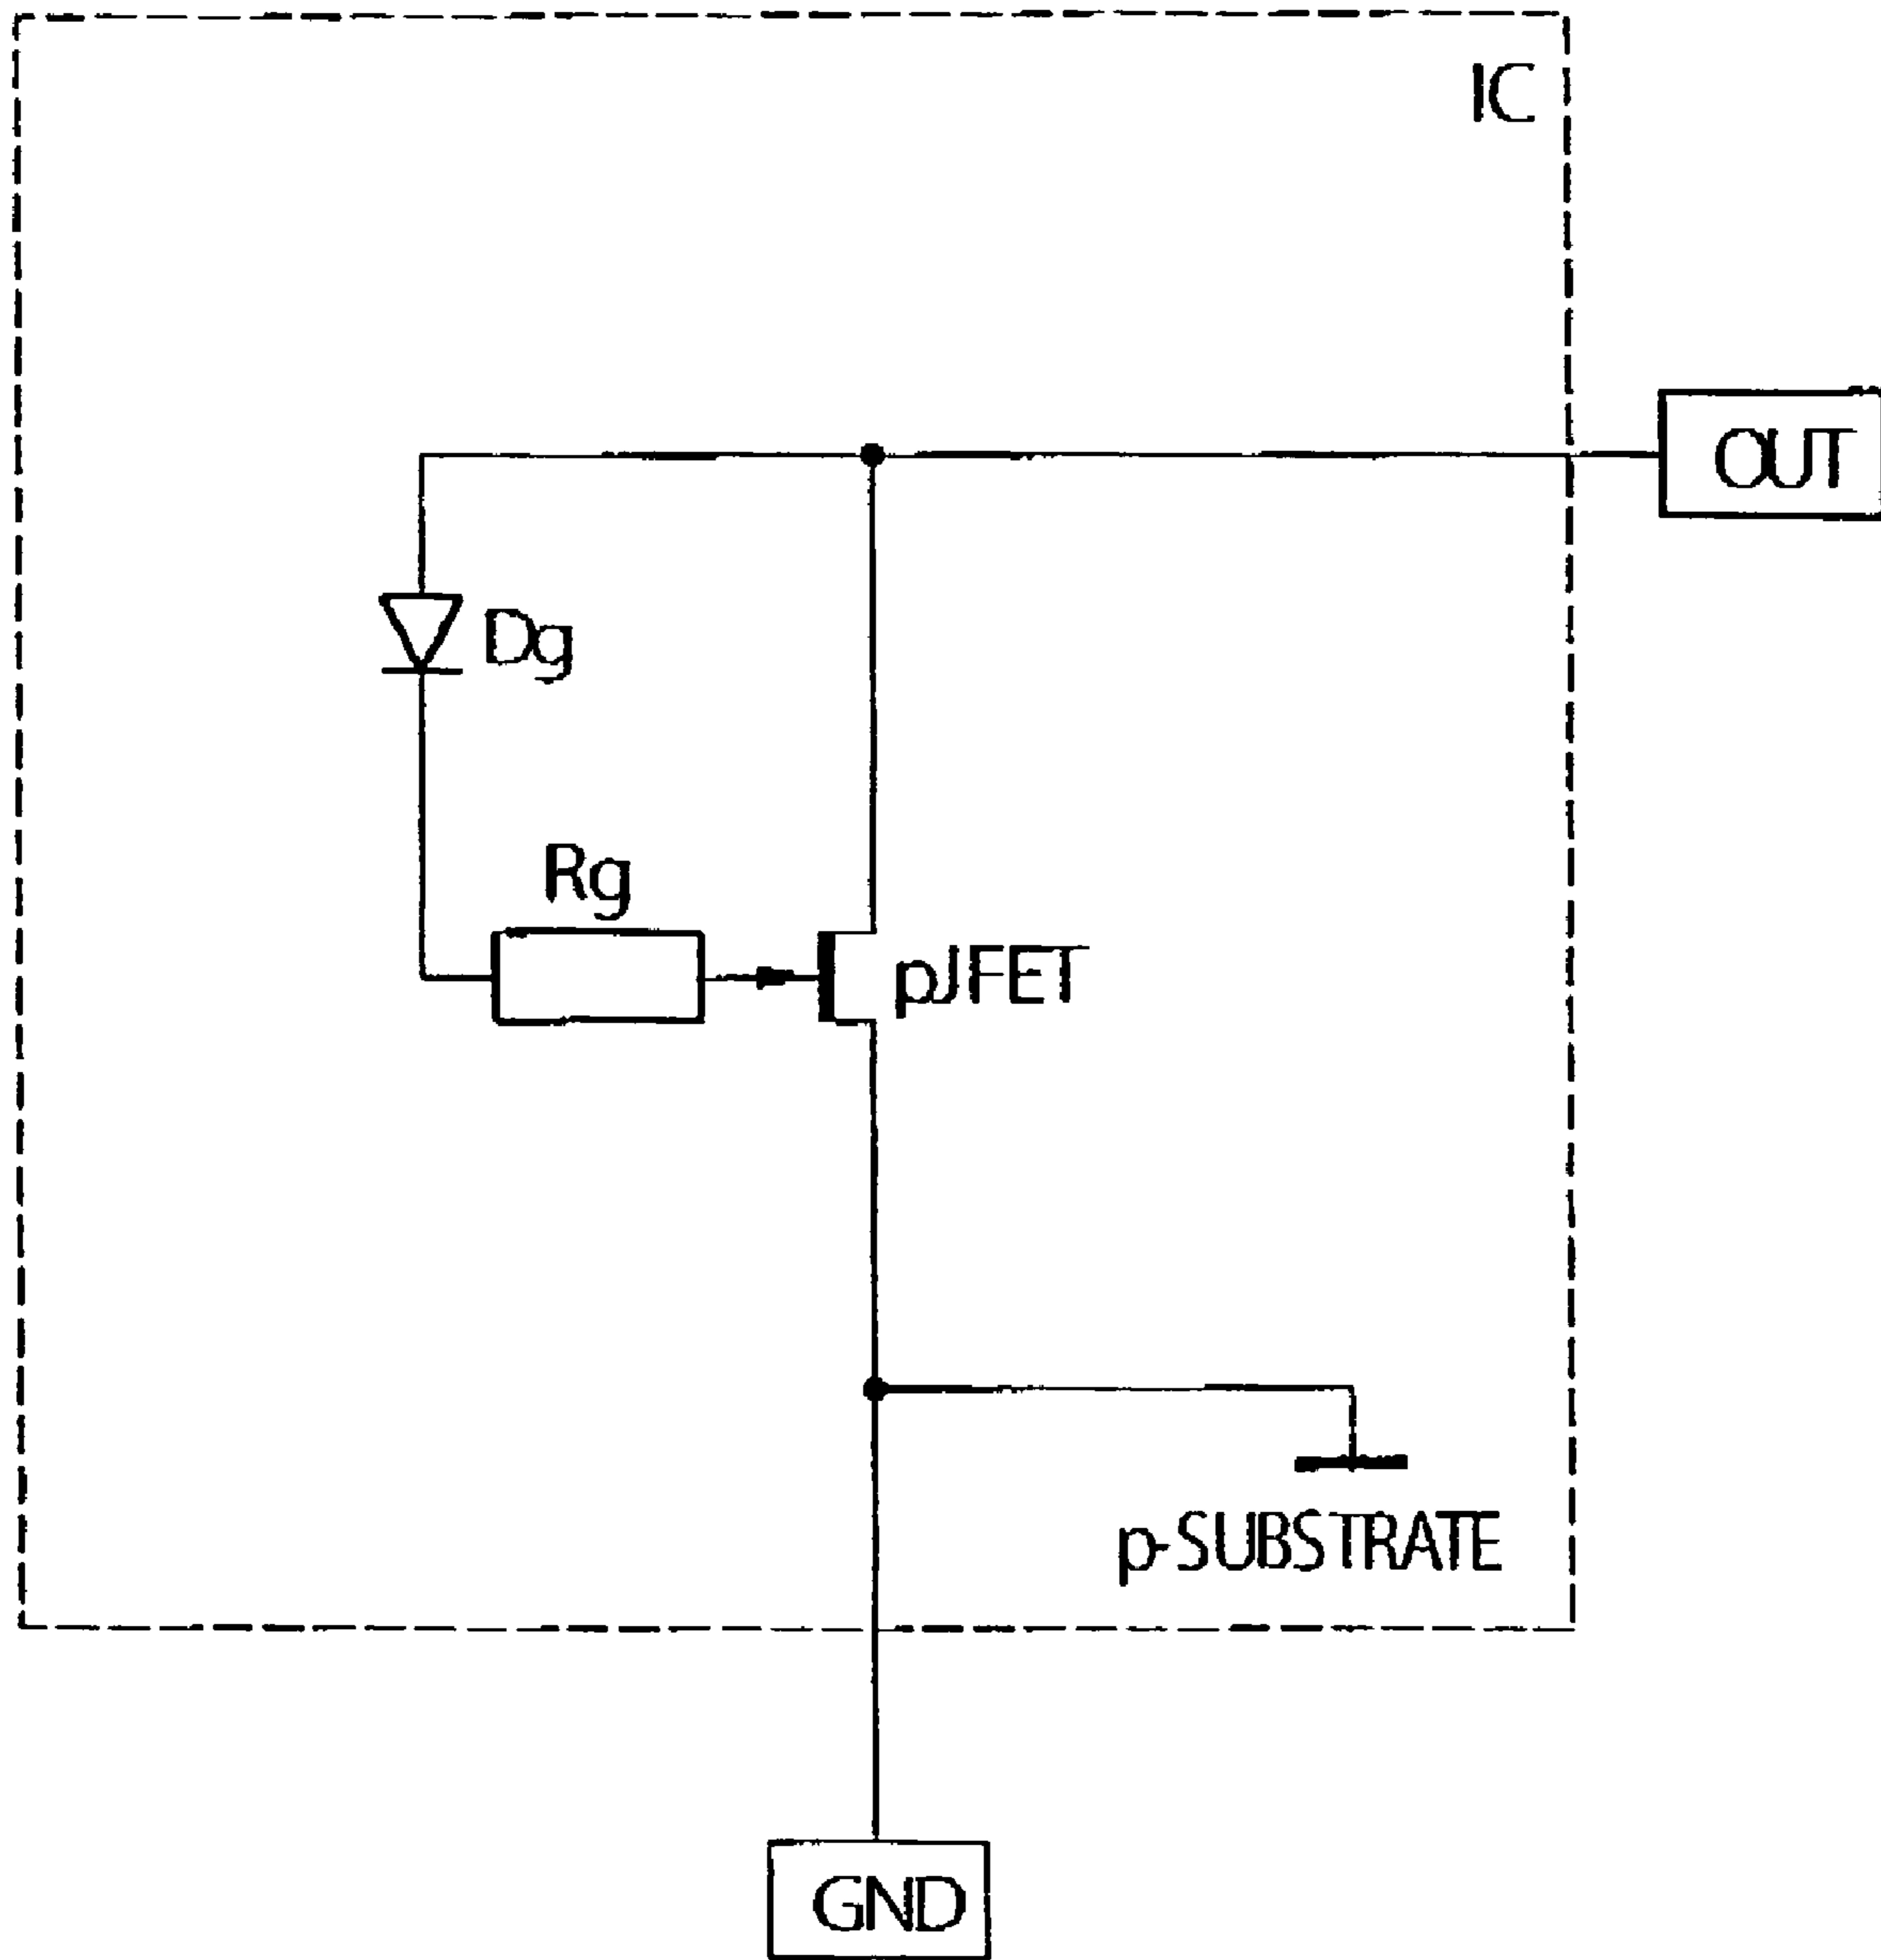 IC
OUT
Dg
Rg
pJFET
p-SUBSTRATE
GND